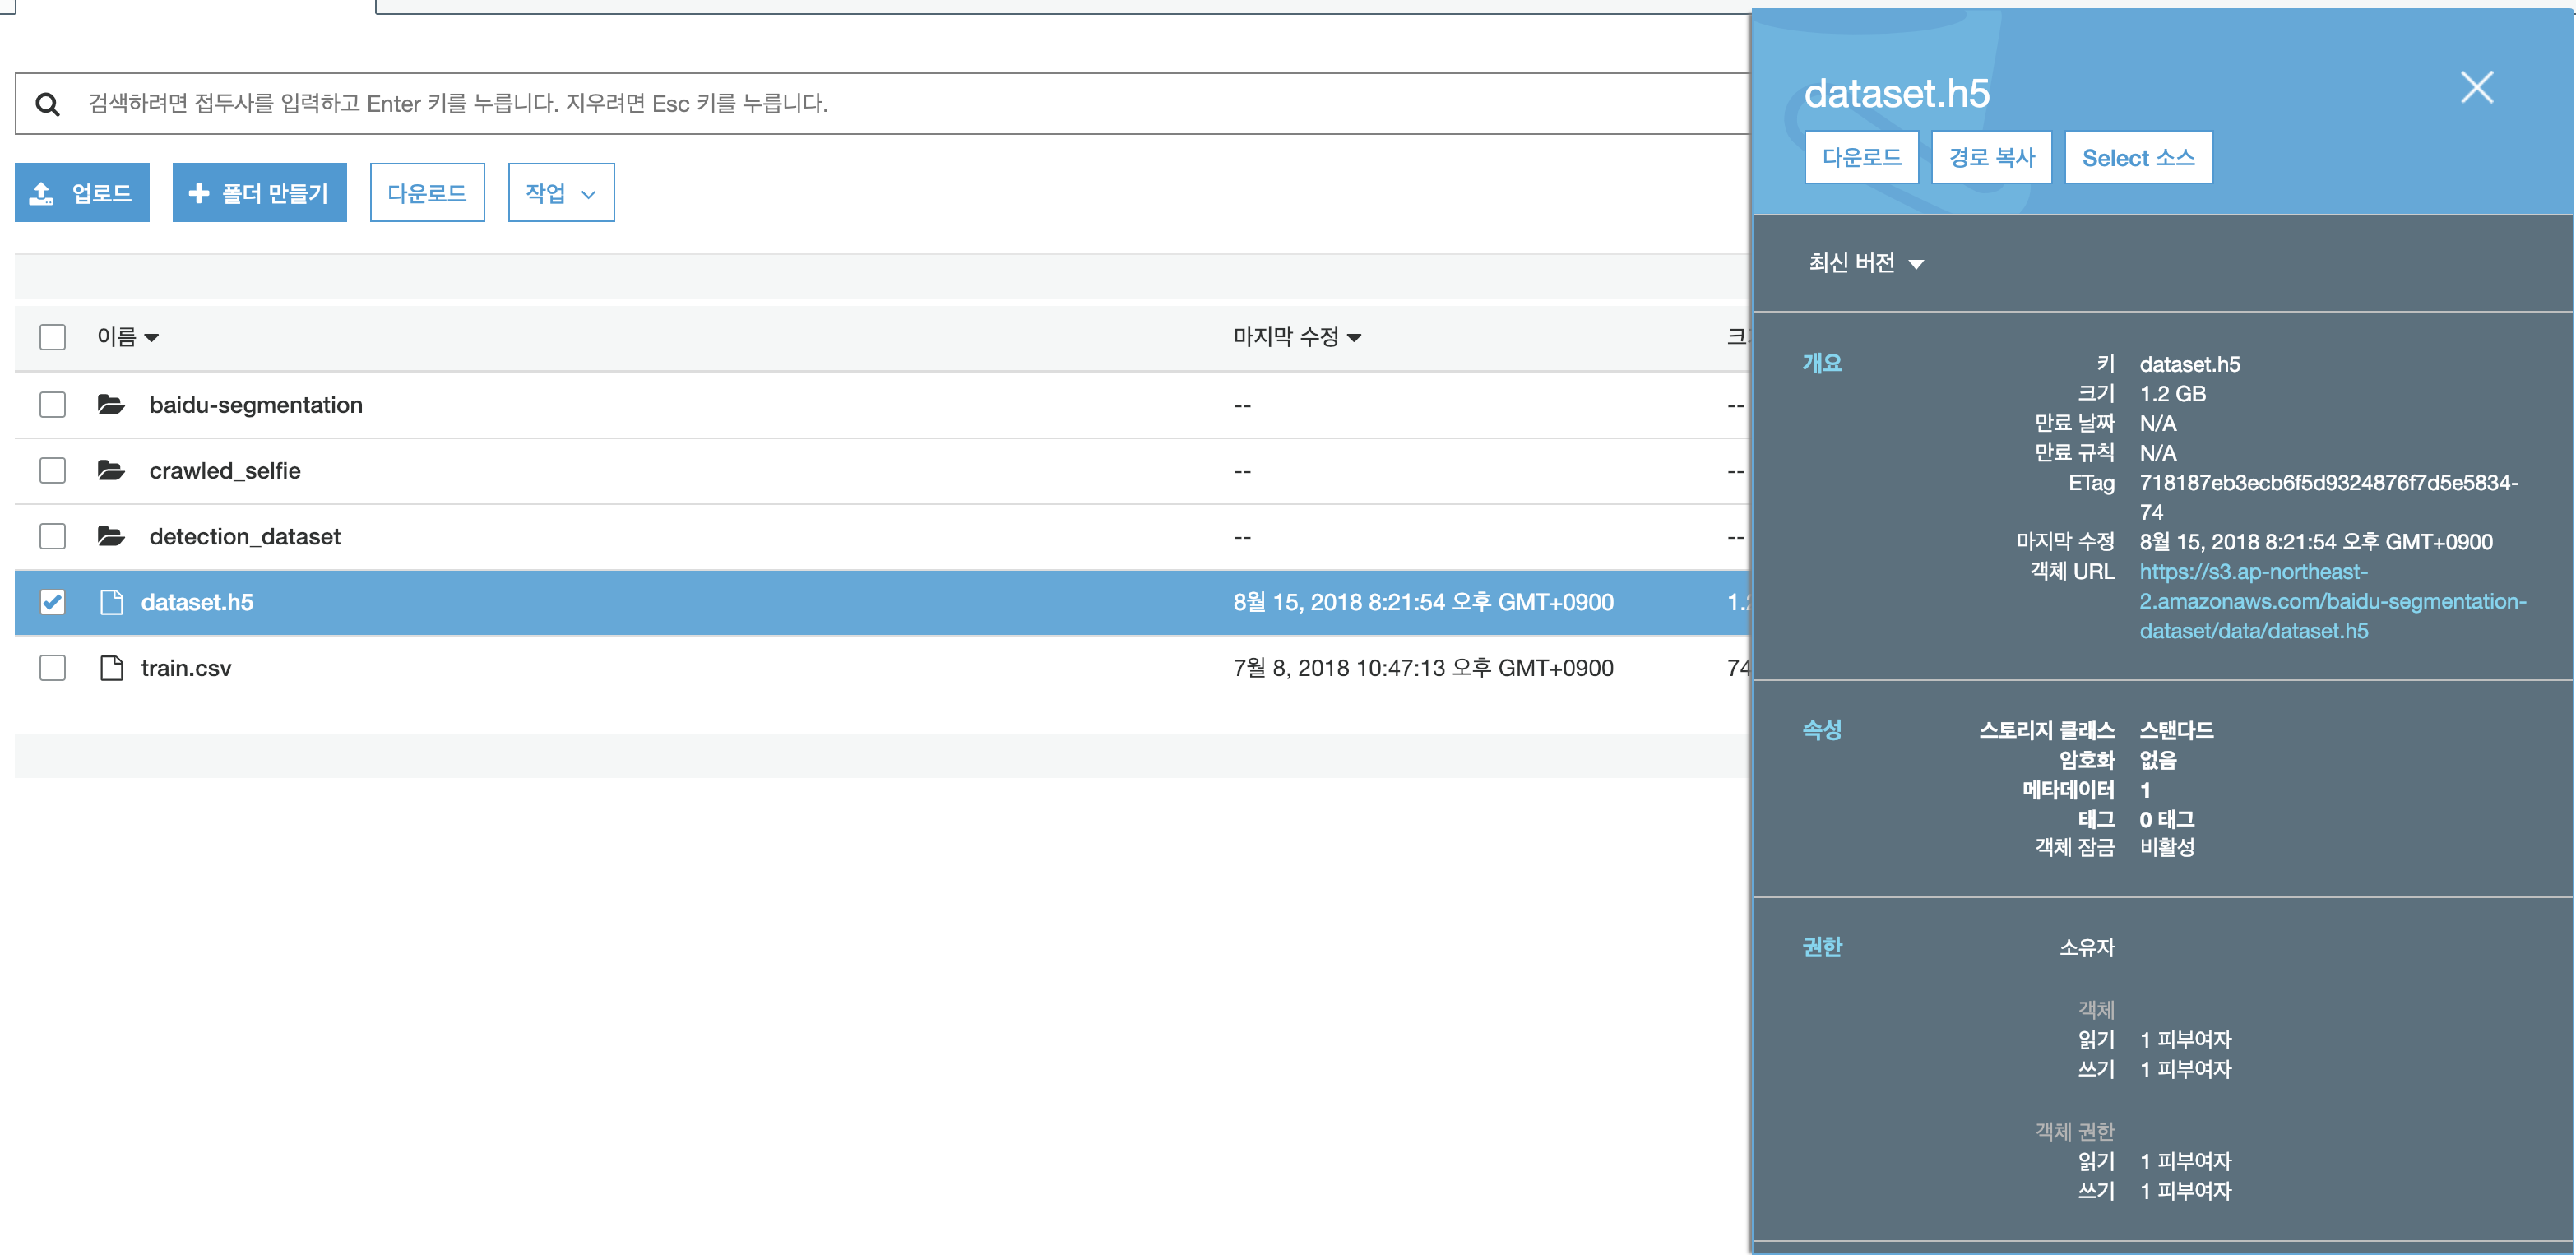 검색하려면 접두사를 입력하고 Enter 키를 누릅니다. 지우려면 Esc 키를 누릅니다.
업로드
폴더 만들기
다운로드
작업
이름
마지막 수정
baidu-segmentation
--
--
crawled_selfie
--
--
detection_dataset
--
--
dataset.h5
8월 15, 2018 8:21:54 오후 GMT+0900
train.csv
7월 8, 2018 10:47:13 오후 GMT+0900
74
dataset.h5
다운로드
경로 복사
Select 소스
최신 버전
개요
키 dataset.h5
크기 1.2 GB
만료 날짜 N/A
만료 규칙 N/A
ETag 718187eb3ecb6f5d9324876f7d5e5834-
74
마지막 수정 8월 15, 2018 8:21:54 오후 GMT+0900
객체 URL https://s3.ap-northeast-
2.amazonaws.com/baidu-segmentation-
dataset/data/dataset.h5
속성
스토리지 클래스 스탠다드
암호화 없음
메타데이터 1
태그 0 태그
객체 잠금 비활성
권한
소유자
객체
읽기 1 피부여자
쓰기 1 피부여자
객체 권한
읽기 1 피부여자
쓰기 1 피부여자